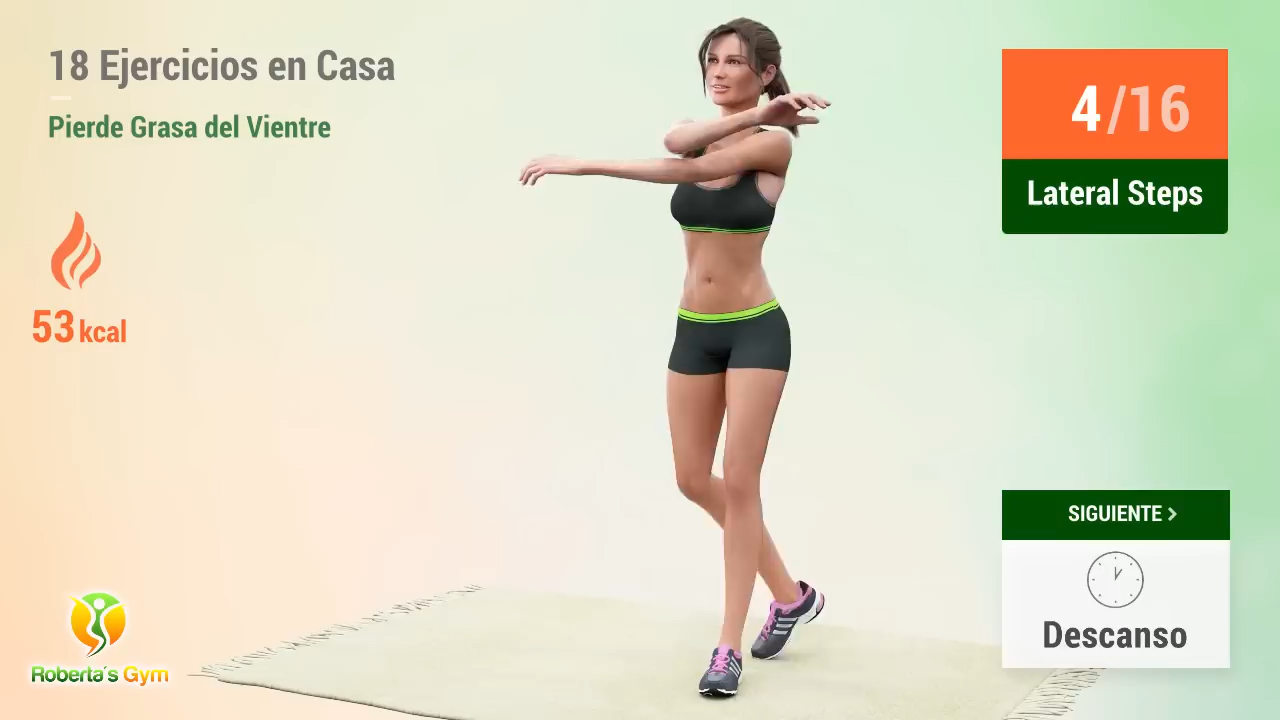 18 Ejercicios en Casa
Pierde Grasa del Vientre
53 kcal
4/16
Lateral Steps
SIGUIENTE >
Descanso
Roberta´s Gym